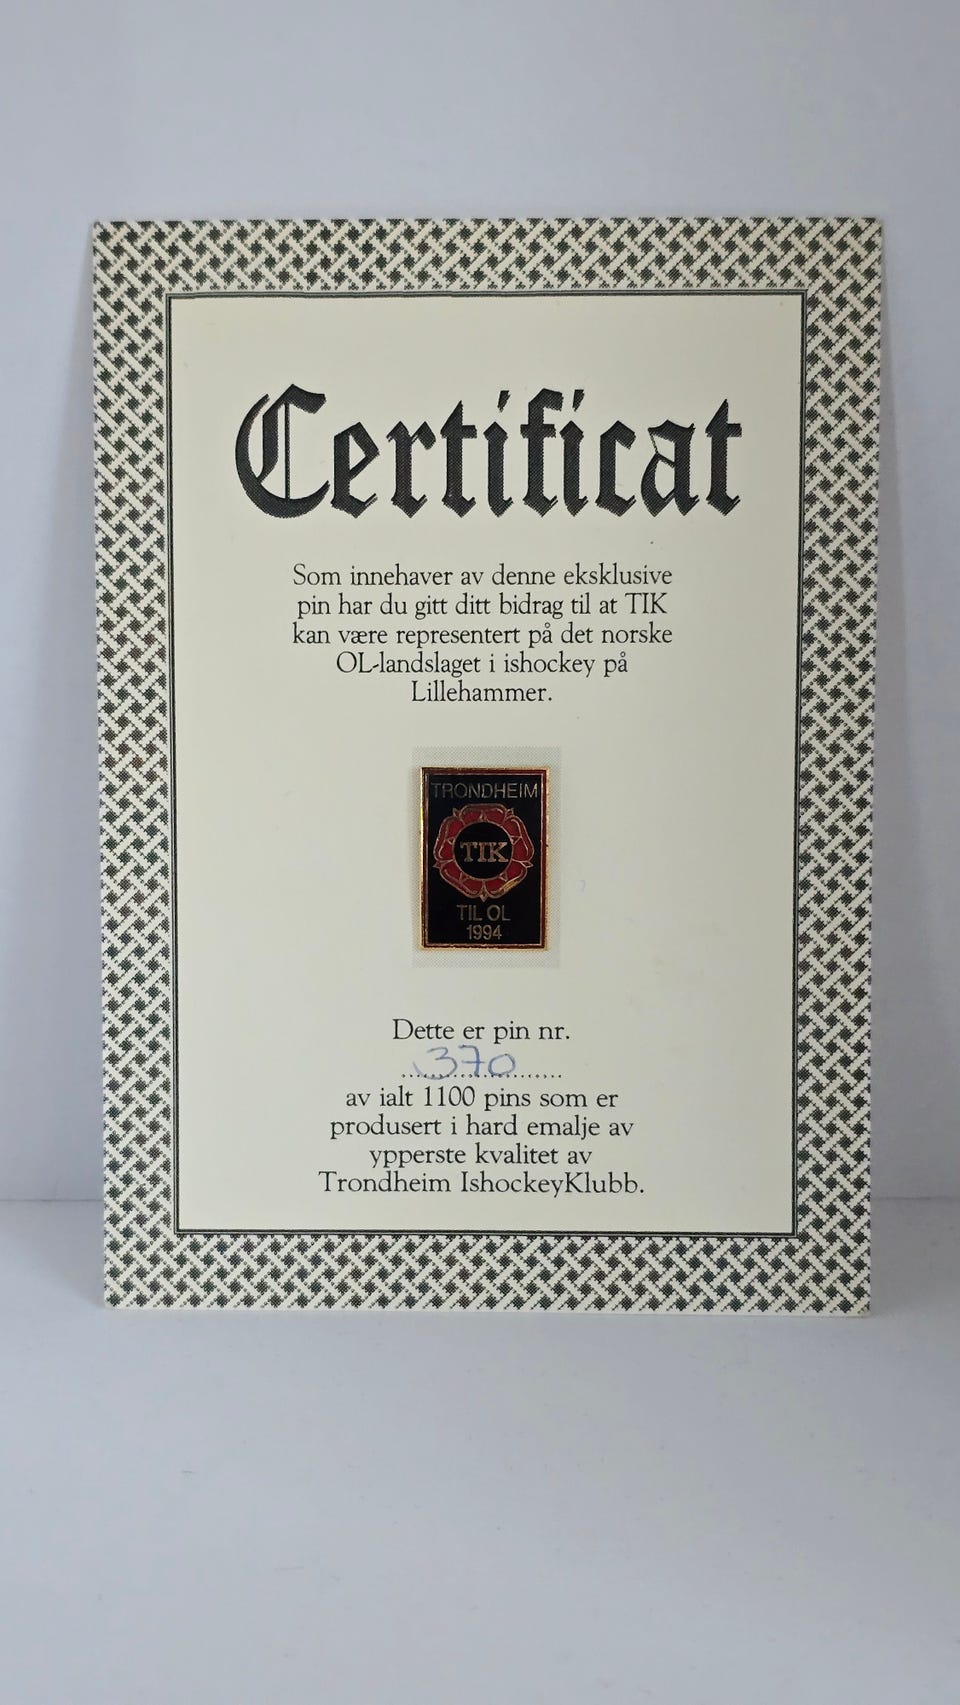 Certificat
Som innehaver av denne eksklusive
pin har du gitt ditt bidrag til at TIK
kan være representert på det norske
OL-landslaget i ishockey på
Lillehammer.
TRONDHEIM
TIK
TIL OL
1994
Dette er pin nr.
370
av ialt 1100 pins som er
produsert i hard emalje av
ypperste kvalitet av
Trondheim IshockeyKlubb.